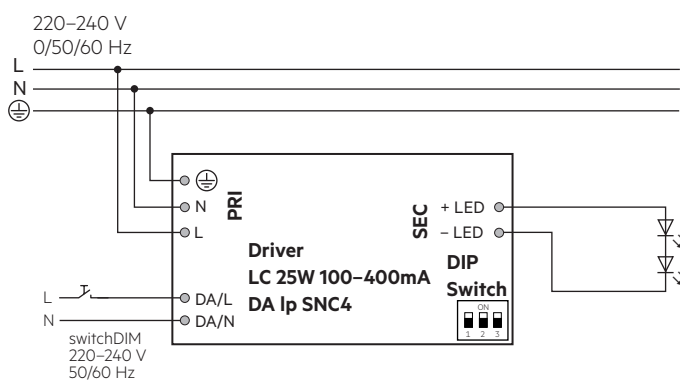 220–240 V
0/50/60 Hz
L
N
N
L
PRI
SEC
+ LED
– LED
Driver
LC 25W 100–400mA
DA lp SNC4
DIP
Switch
ON
1 2 3
L
N
DA/L
DA/N
switchDIM
220–240 V
50/60 Hz